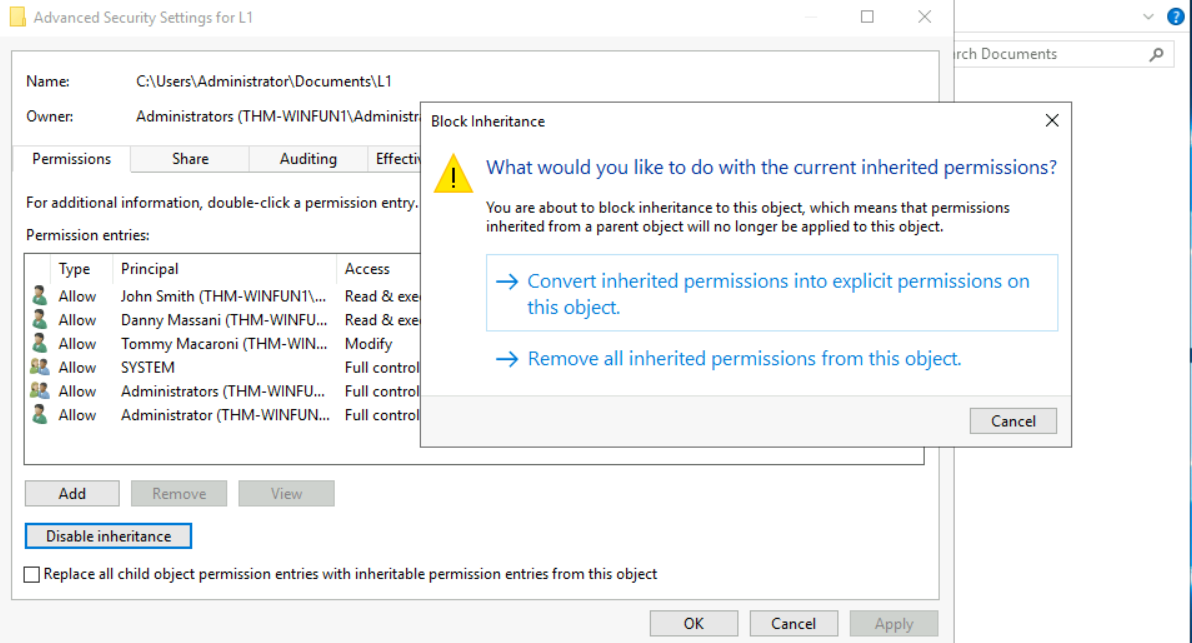 Advanced Security Settings for L1
Name: C:\Users\Administrator\Documents\L1
Owner: Administrators (THM-WINFUN1\Administra
Permissions Share Auditing Effectiv
For additional information, double-click a permission entry.
Permission entries:
Type Principal Access
Allow John Smith (THM-WINFUN1\... Read & exe
Allow Danny Massani (THM-WINFU... Read & exe
Allow Tommy Macaroni (THM-WIN... Modify
Allow SYSTEM Full control
Allow Administrators (THM-WINFU... Full control
Allow Administrator (THM-WINFUN... Full control
Add Remove View
Disable inheritance
Replace all child object permission entries with inheritable permission entries from this object
OK Cancel Apply
Block Inheritance
What would you like to do with the current inherited permissions?
You are about to block inheritance to this object, which means that permissions
inherited from a parent object will no longer be applied to this object.
Convert inherited permissions into explicit permissions on
this object.
Remove all inherited permissions from this object.
Cancel
?
rch Documents